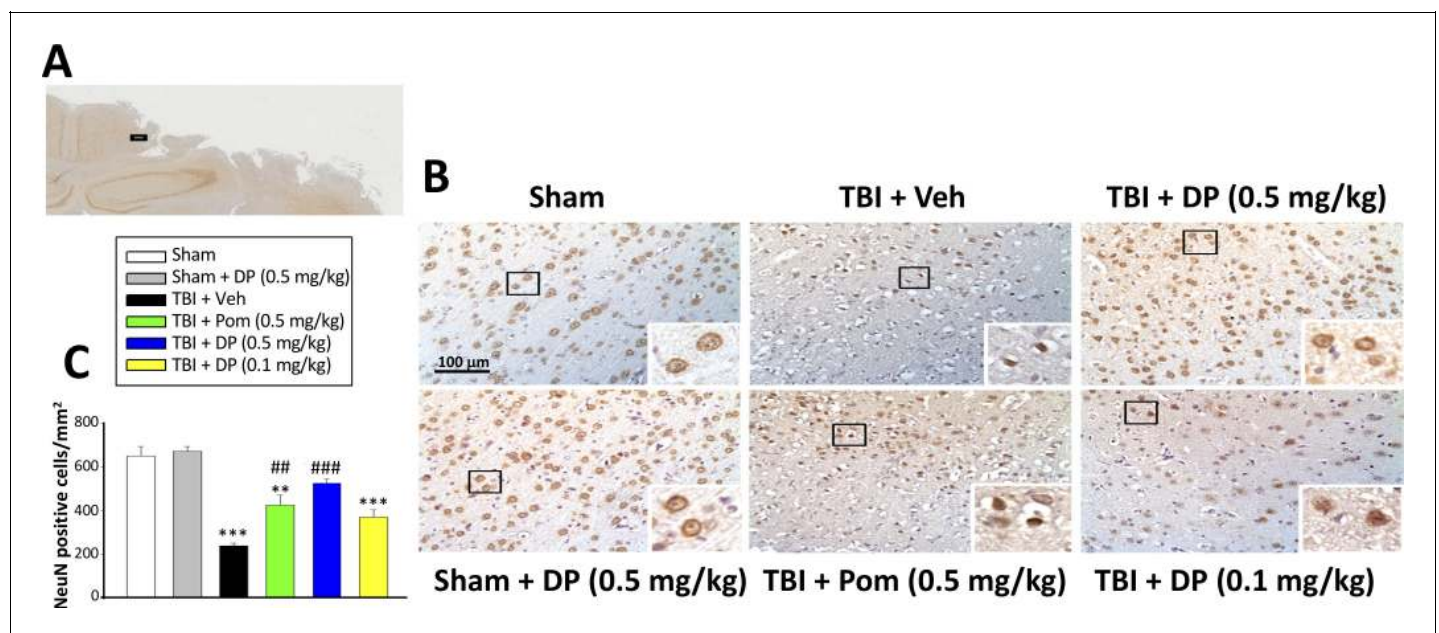 A
B
Sham
TBI + Veh
TBI + DP (0.5 mg/kg)
Sham
Sham + DP (0.5 mg/kg)
TBI + Veh
TBI + Pom (0.5 mg/kg)
TBI + DP (0.5 mg/kg)
TBI + DP (0.1 mg/kg)
100 µm
C
NeuN positive cells/mm²
800
600
400
200
0
***
##
**
###
***
Sham + DP (0.5 mg/kg)
TBI + Pom (0.5 mg/kg)
TBI + DP (0.1 mg/kg)